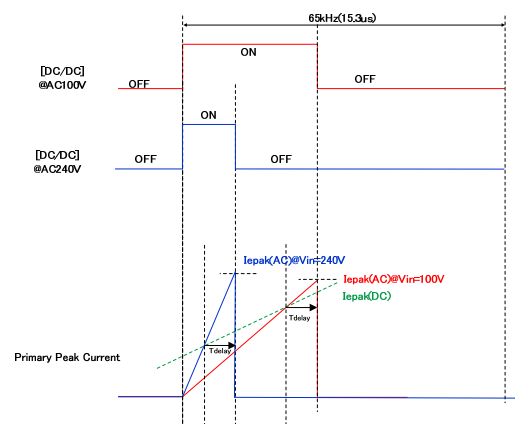 65kHz(15.3us)
ON
[DC/DC]
@AC100V
OFF
OFF
ON
[DC/DC]
@AC240V
OFF
OFF
Iepak(AC)@Vin=240V
Iepak(AC)@Vin=100V
Iepak(DC)
Tdelay
Tdelay
Primary Peak Current